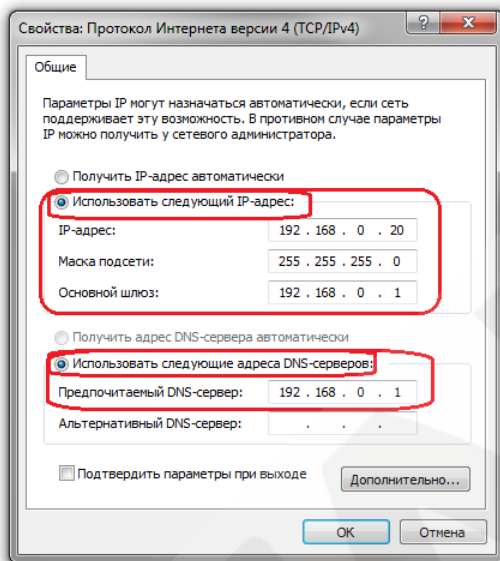 Свойства: Протокол Интернета версии 4 (TCP/IPv4)
Общие
Параметры IP могут назначаться автоматически, если сеть
поддерживает эту возможность. В противном случае параметры
IP можно получить у сетевого администратора.
Получить IP-адрес автоматически
Использовать следующий IP-адрес:
IP-адрес: 192 . 168 . 0 . 20
Маска подсети: 255 . 255 . 255 . 0
Основной шлюз: 192 . 168 . 0 . 1
Получить адрес DNS-сервера автоматически
Использовать следующие адреса DNS-серверов:
Предпочитаемый DNS-сервер: 192 . 168 . 0 . 1
Альтернативный DNS-сервер: . . .
Подтвердить параметры при выходе
Дополнительно...
ОК Отмена